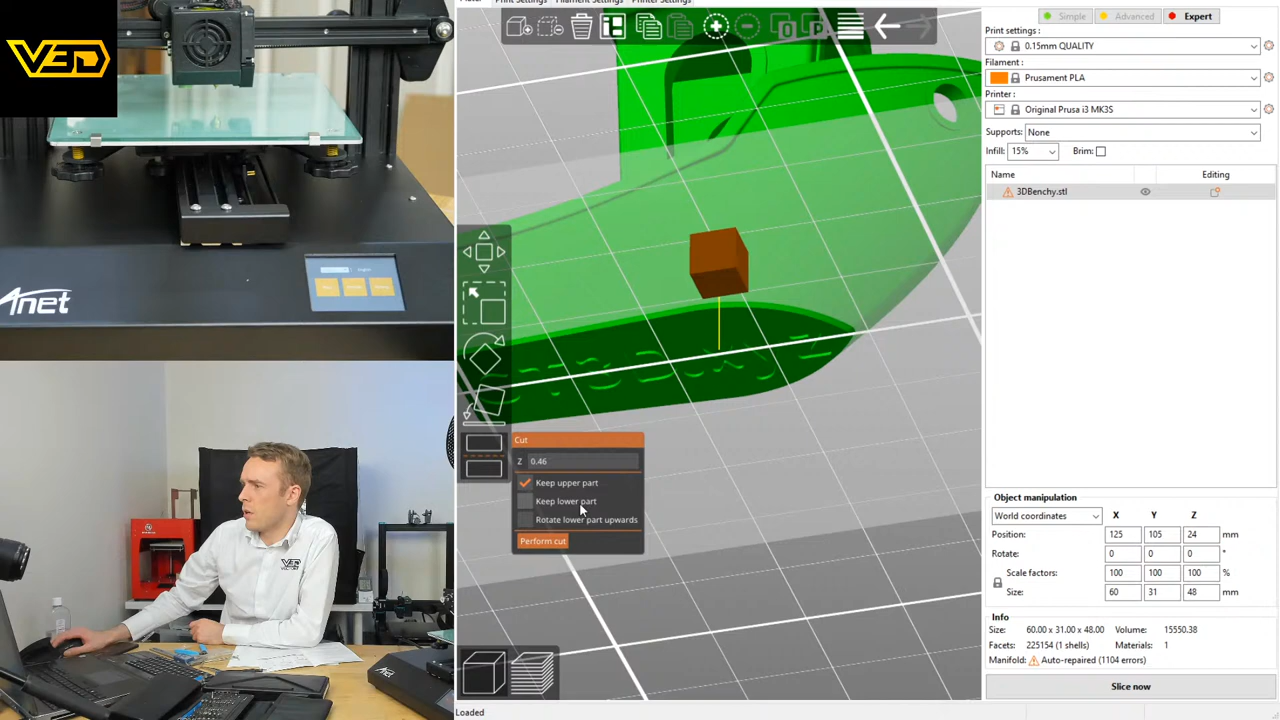 V3D
Print Settings
Filament Settings
Printer Settings
Simple
Advanced
Expert
Print settings :
0.15mm QUALITY
Filament :
Prusament PLA
Printer :
Original Prusa i3 MK3S
Supports:
None
Infill:
15%
Brim:
Name
Editing
3DBenchy.stl
Anet
Cut
Z
0.46
Keep upper part
Keep lower part
Rotate lower part upwards
Perform cut
Object manipulation
World coordinates
X
Y
Z
Position:
125
105
24
mm
Rotate:
0
0
0
°
Scale factors:
100
100
100
%
Size:
60
31
48
mm
Info
Size: 60.00 x 31.00 x 48.00
Volume: 15550.38
Facets: 225154 (1 shells)
Materials: 1
Manifold: Auto-repaired (1104 errors)
Slice now
Loaded
V3D
Anet